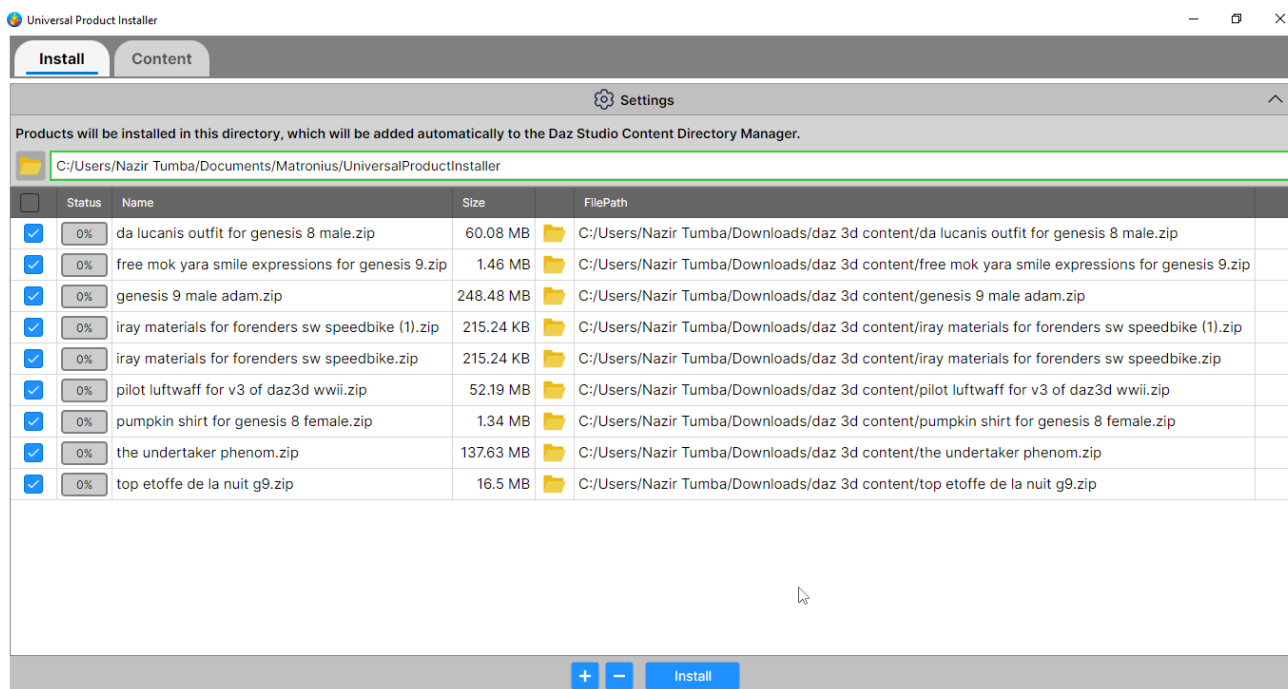 Universal Product Installer
Install Content
Settings
Products will be installed in this directory, which will be added automatically to the Daz Studio Content Directory Manager.
C:/Users/Nazir Tumba/Documents/Matronius/UniversalProductInstaller
Status Name Size FilePath
0% da lucanis outfit for genesis 8 male.zip 60.08 MB C:/Users/Nazir Tumba/Downloads/daz 3d content/da lucanis outfit for genesis 8 male.zip
0% free mok yara smile expressions for genesis 9.zip 1.46 MB C:/Users/Nazir Tumba/Downloads/daz 3d content/free mok yara smile expressions for genesis 9.zip
0% genesis 9 male adam.zip 248.48 MB C:/Users/Nazir Tumba/Downloads/daz 3d content/genesis 9 male adam.zip
0% iray materials for forenders sw speedbike (1).zip 215.24 KB C:/Users/Nazir Tumba/Downloads/daz 3d content/iray materials for forenders sw speedbike (1).zip
0% iray materials for forenders sw speedbike.zip 215.24 KB C:/Users/Nazir Tumba/Downloads/daz 3d content/iray materials for forenders sw speedbike.zip
0% pilot luftwaff for v3 of daz3d wwii.zip 52.19 MB C:/Users/Nazir Tumba/Downloads/daz 3d content/pilot luftwaff for v3 of daz3d wwii.zip
0% pumpkin shirt for genesis 8 female.zip 1.34 MB C:/Users/Nazir Tumba/Downloads/daz 3d content/pumpkin shirt for genesis 8 female.zip
0% the undertaker phenom.zip 137.63 MB C:/Users/Nazir Tumba/Downloads/daz 3d content/the undertaker phenom.zip
0% top etoffe de la nuit g9.zip 16.5 MB C:/Users/Nazir Tumba/Downloads/daz 3d content/top etoffe de la nuit g9.zip
+ − Install